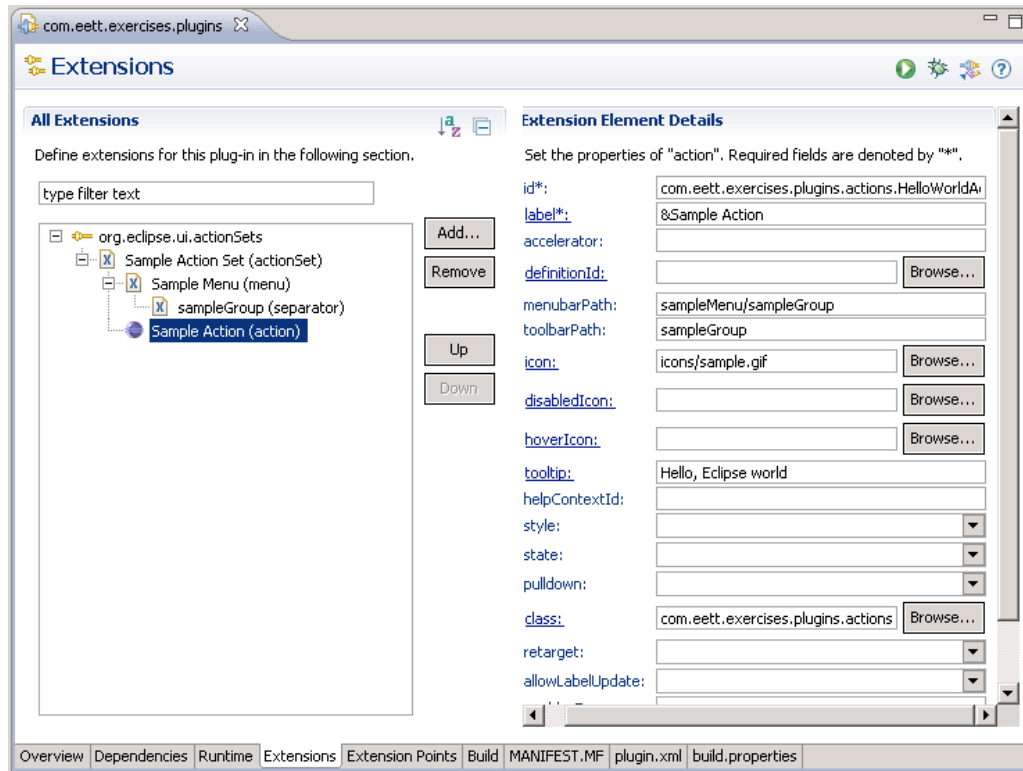 com.eett.exercises.plugins
Extensions
All Extensions
Define extensions for this plug-in in the following section.
type filter text
org.eclipse.ui.actionSets
Sample Action Set (actionSet)
Sample Menu (menu)
sampleGroup (separator)
Sample Action (action)
Add...
Remove
Up
Down
Extension Element Details
Set the properties of "action". Required fields are denoted by "*".
id*: com.eett.exercises.plugins.actions.HelloWorldA
label*: &Sample Action
accelerator:
definitionId: Browse...
menubarPath: sampleMenu/sampleGroup
toolbarPath: sampleGroup
icon: icons/sample.gif Browse...
disabledIcon: Browse...
hoverIcon: Browse...
tooltip: Hello, Eclipse world
helpContextId:
style:
state:
pulldown:
class: com.eett.exercises.plugins.actions Browse...
retarget:
allowLabelUpdate:
Overview Dependencies Runtime Extensions Extension Points Build MANIFEST.MF plugin.xml build.properties